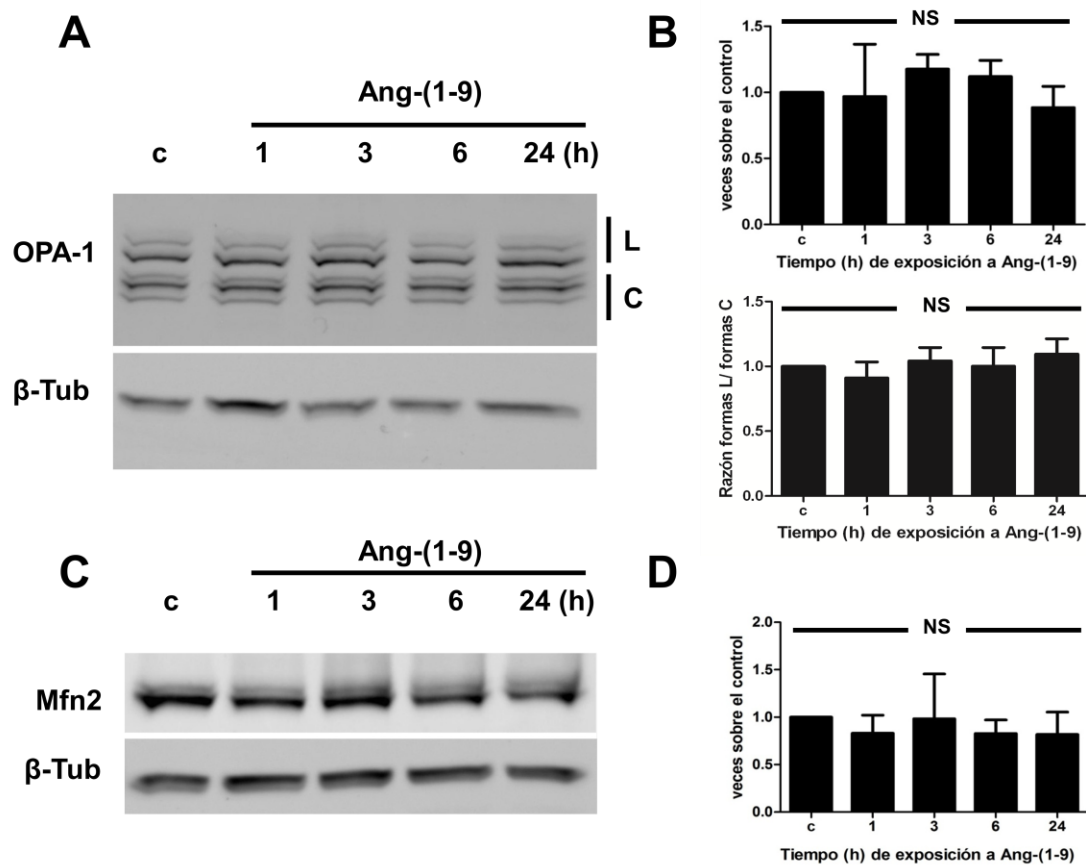 A
Ang-(1-9)
c 1 3 6 24 (h)
OPA-1
L
C
β-Tub
B
NS
veces sobre el control
1.5
1.0
0.5
0.0
c 1 3 6 24
Tiempo (h) de exposición a Ang-(1-9)
NS
Razón formas L/ formas C
1.5
1.0
0.5
0.0
c 1 3 6 24
Tiempo (h) de exposición a Ang-(1-9)
C
Ang-(1-9)
c 1 3 6 24 (h)
Mfn2
β-Tub
D
NS
veces sobre el control
2.0
1.5
1.0
0.5
0.0
c 1 3 6 24
Tiempo (h) de exposición a Ang-(1-9)